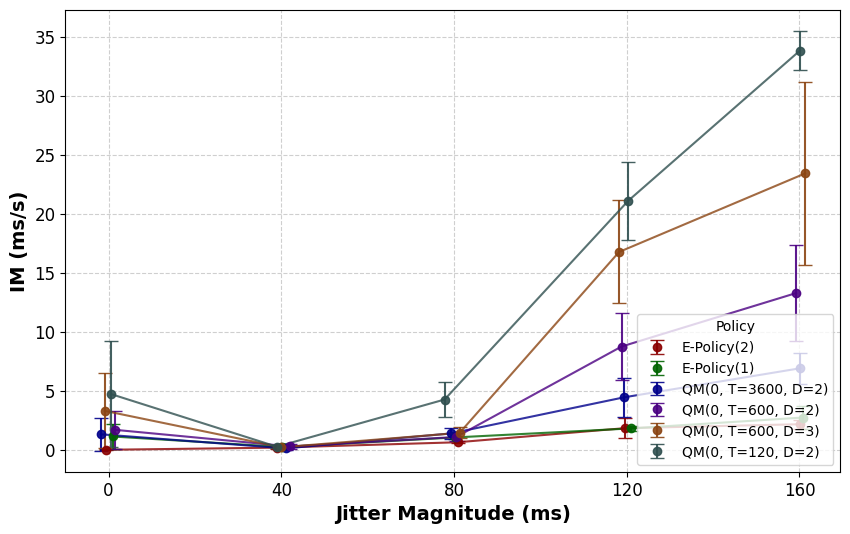 35
30
25
20
15
10
5
0
IM (ms/s)
0 40 80 120 160
Jitter Magnitude (ms)
Policy
E-Policy(2)
E-Policy(1)
QM(0, T=3600, D=2)
QM(0, T=600, D=2)
QM(0, T=600, D=3)
QM(0, T=120, D=2)